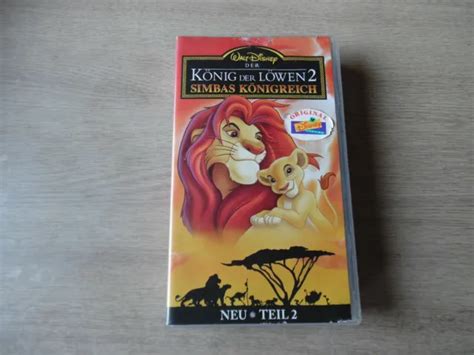 WALT DISNEY
DER
KÖNIG DER LÖWEN 2
SIMBAS KÖNIGREICH
ORIGINAL
NEU * TEIL 2